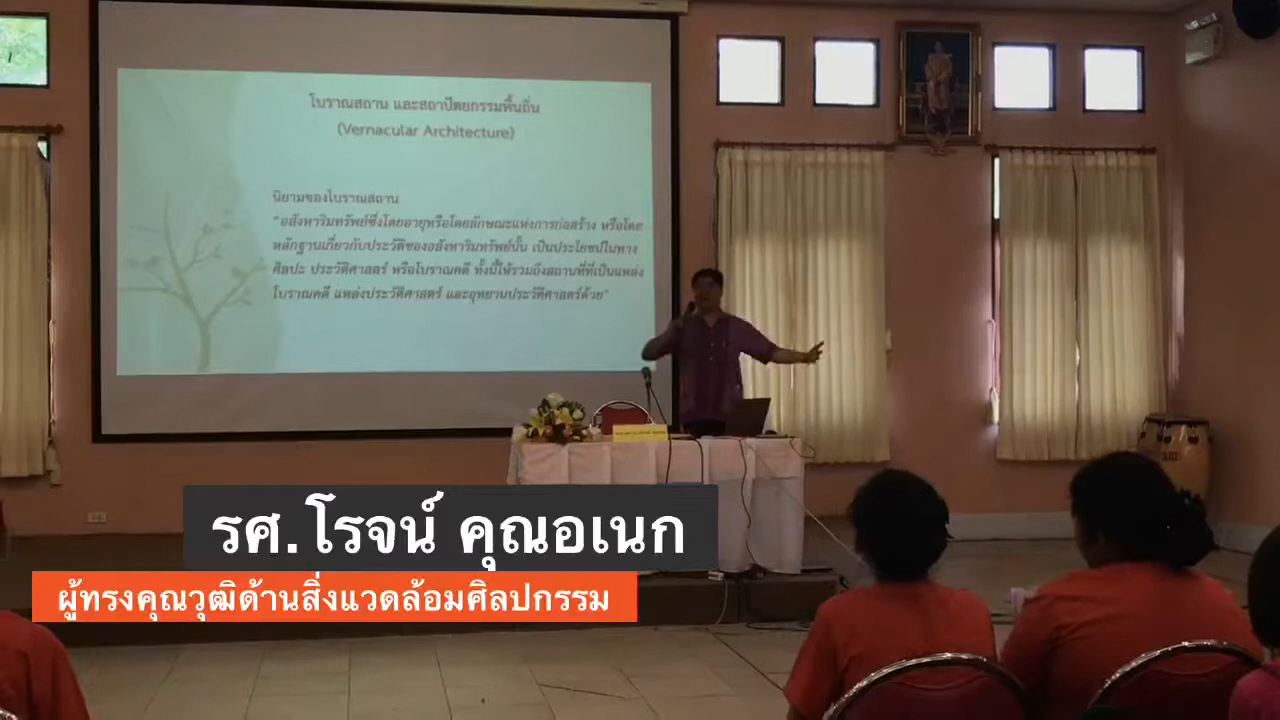 โบราณสถาน และสถาปัตยกรรมพื้นถิ่น
(Vernacular Architecture)
นิยามของโบราณสถาน
"อสังหาริมทรัพย์ซึ่งโดยอายุหรือโดยลักษณะแห่งการก่อสร้าง หรือโดย
หลักฐานเกี่ยวกับประวัติของอสังหาริมทรัพย์นั้น เป็นประโยชน์ในทาง
ศิลปะ ประวัติศาสตร์ หรือโบราณคดี ทั้งนี้ให้รวมถึงสถานที่ที่เป็นแหล่ง
โบราณคดี แหล่งประวัติศาสตร์ และอุทยานประวัติศาสตร์ด้วย"
รศ.โรจน์ คุณอเนก
ผู้ทรงคุณวุฒิด้านสิ่งแวดล้อมศิลปกรรม